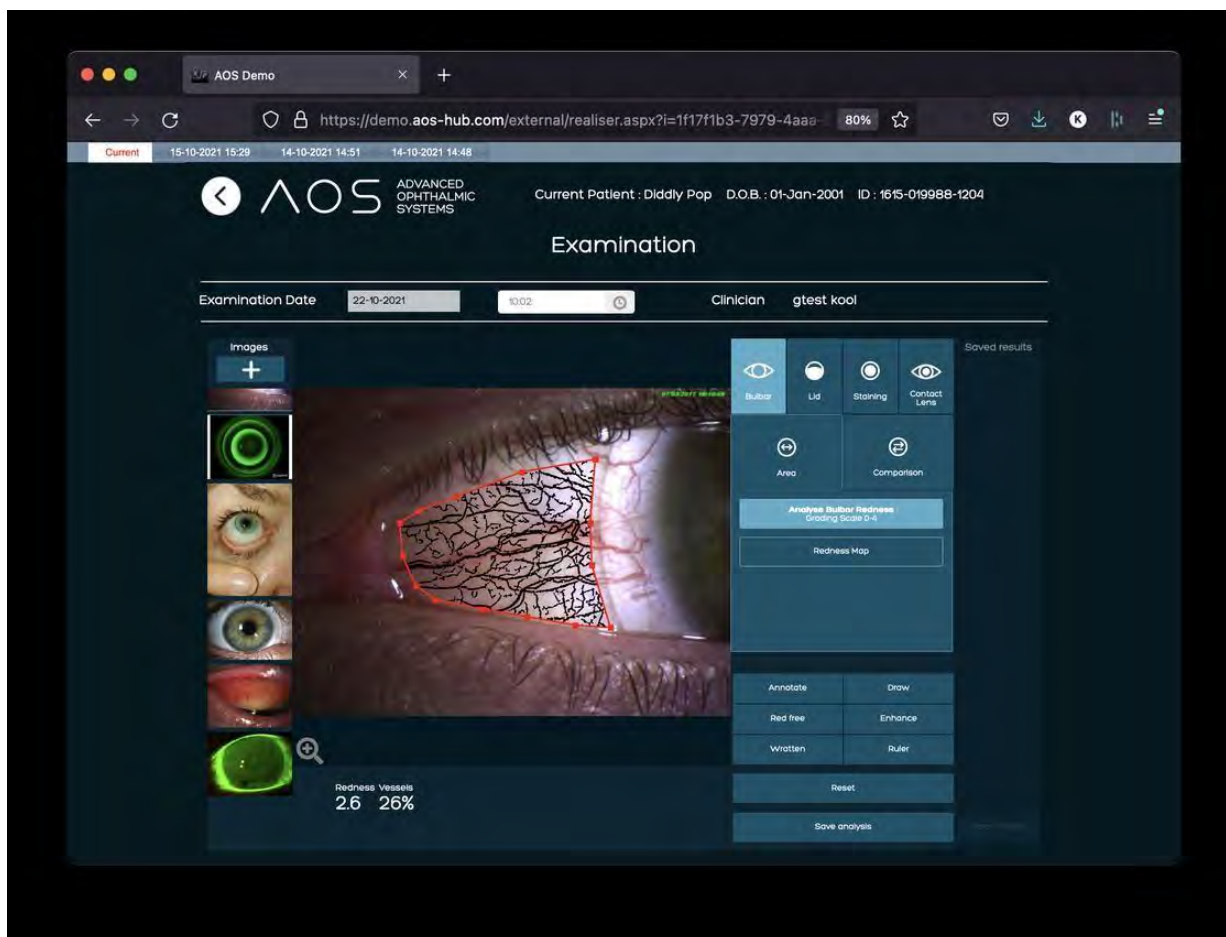 AOS Demo
https://demo.aos-hub.com/external/realiser.aspx?i=1f17f1b3-7979-4aaa-
80%
K
Current 15-10-2021 15:29 14-10-2021 14:51 14-10-2021 14:48
AOS
ADVANCED
OPHTHALMIC
SYSTEMS
Current Patient : Diddly Pop D.O.B. : 01-Jan-2001 ID : 1615-019988-1204
Examination
Examination Date 22-10-2021 10:02 Clinician gtest kool
Images
Saved results
Bulbar
Lid
Staining
Contact
Lens
Area
Comparison
Analyse Bulbar Redness
Grading Scale 0-4
Redness Map
Annotate Draw
Red free Enhance
Wratten Ruler
Reset
Save analysis
Redness Vessels
2.6 26%